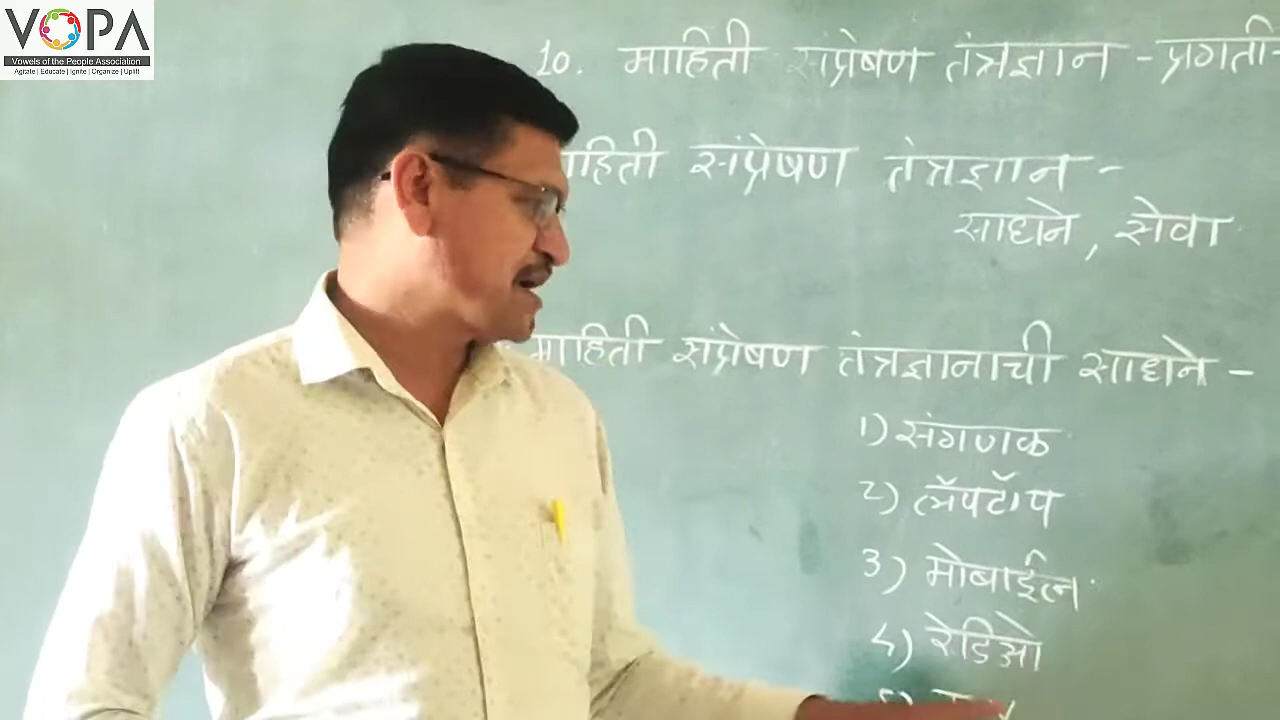 VOPA
Vowels of the People Association
Agitate | Educate | Ignite | Organize | Uplift
10. माहिती संप्रेषण तंत्रज्ञान - प्रगती-
माहिती संप्रेषण तंत्रज्ञान -
साधने, सेवा
माहिती संप्रेषण तंत्रज्ञानाची साधने -
1) संगणक
2) लॅपटॉप
3) मोबाईल
4) रेडिओ